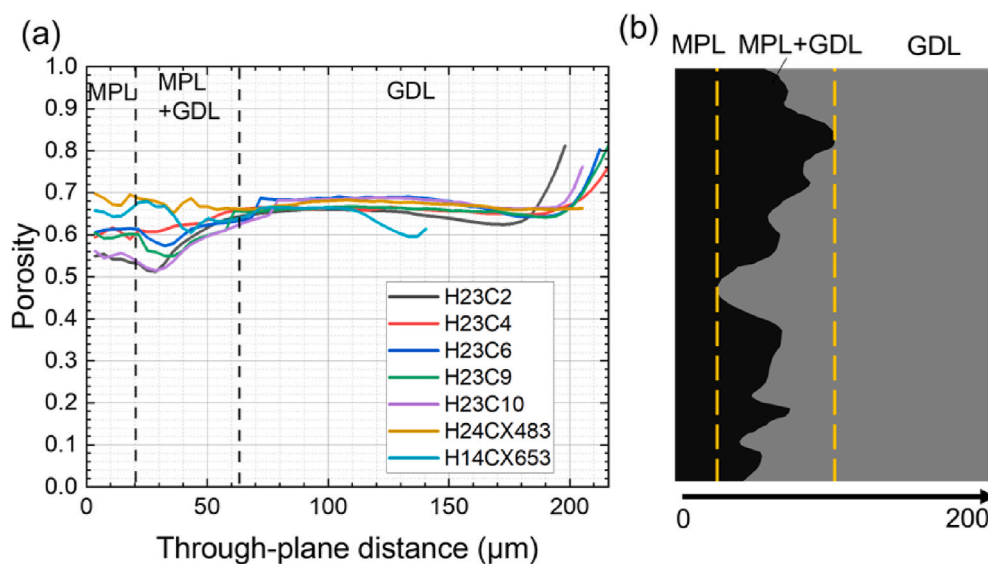 (a)
1.0
0.9
0.8
0.7
0.6
0.5
0.4
0.3
0.2
0.1
0.0
Porosity
MPL
MPL
+GDL
GDL
H23C2
H23C4
H23C6
H23C9
H23C10
H24CX483
H14CX653
0 50 100 150 200
Through-plane distance (µm)
(b)
MPL MPL+GDL GDL
0 200